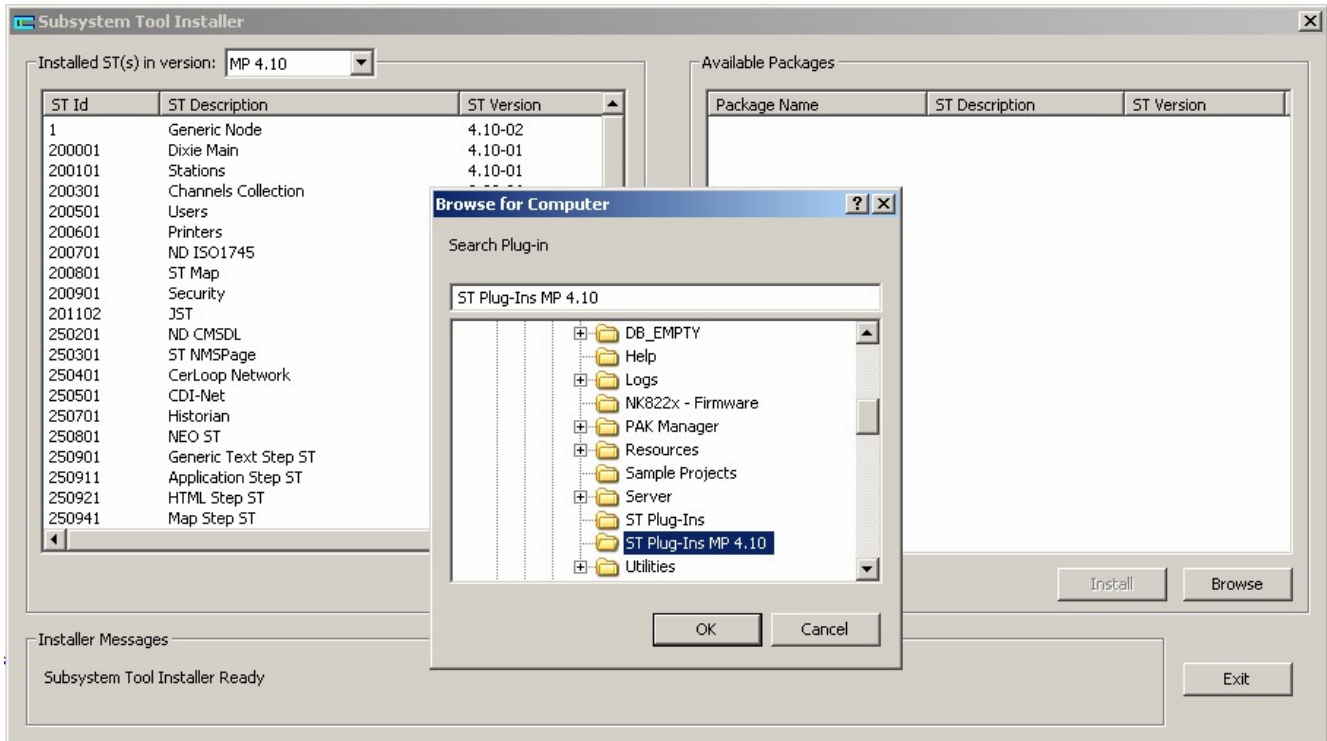 Subsystem Tool Installer
Installed ST(s) in version: MP 4.10
ST Id ST Description ST Version
1 Generic Node 4.10-02
200001 Dixie Main 4.10-01
200101 Stations 4.10-01
200301 Channels Collection
200501 Users
200601 Printers
200701 ND ISO1745
200801 ST Map
200901 Security
201102 JST
250201 ND CMSDL
250301 ST NMSPage
250401 CerLoop Network
250501 CDI-Net
250701 Historian
250801 NEO ST
250901 Generic Text Step ST
250911 Application Step ST
250921 HTML Step ST
250941 Map Step ST
Available Packages
Package Name ST Description ST Version
Browse for Computer
Search Plug-in
ST Plug-Ins MP 4.10
DB_EMPTY
Help
Logs
NK822x - Firmware
PAK Manager
Resources
Sample Projects
Server
ST Plug-Ins
ST Plug-Ins MP 4.10
Utilities
OK Cancel
Install Browse
Installer Messages
Subsystem Tool Installer Ready
Exit